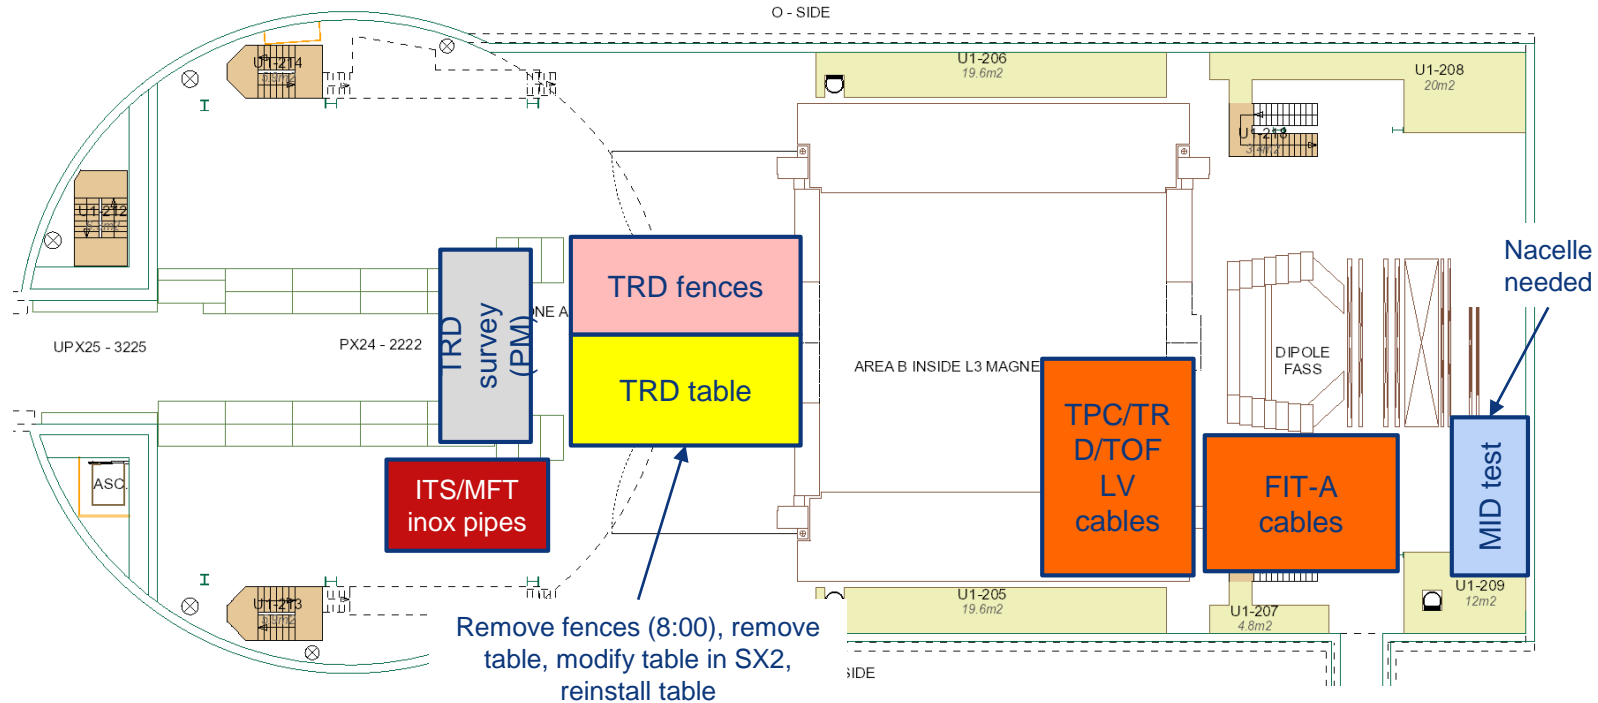 O - SIDE
U1-214
U1-206
19.6m2
U1-208
20m2
U1-218
U1-212
Nacelle
needed
TRD fences
TRD
survey
(PM)
NE A
UPX25 - 3225
PX24 - 2222
TRD table
AREA B INSIDE L3 MAGNE
DIPOLE
FASS
TPC/TR
D/TOF
LV
cables
FIT-A
cables
MID test
ASC.
ITS/MFT
inox pipes
U1-213
U1-205
19.6m2
U1-207
4.8m2
U1-209
12m2
Remove fences (8:00), remove
table, modify table in SX2,
reinstall table
SIDE